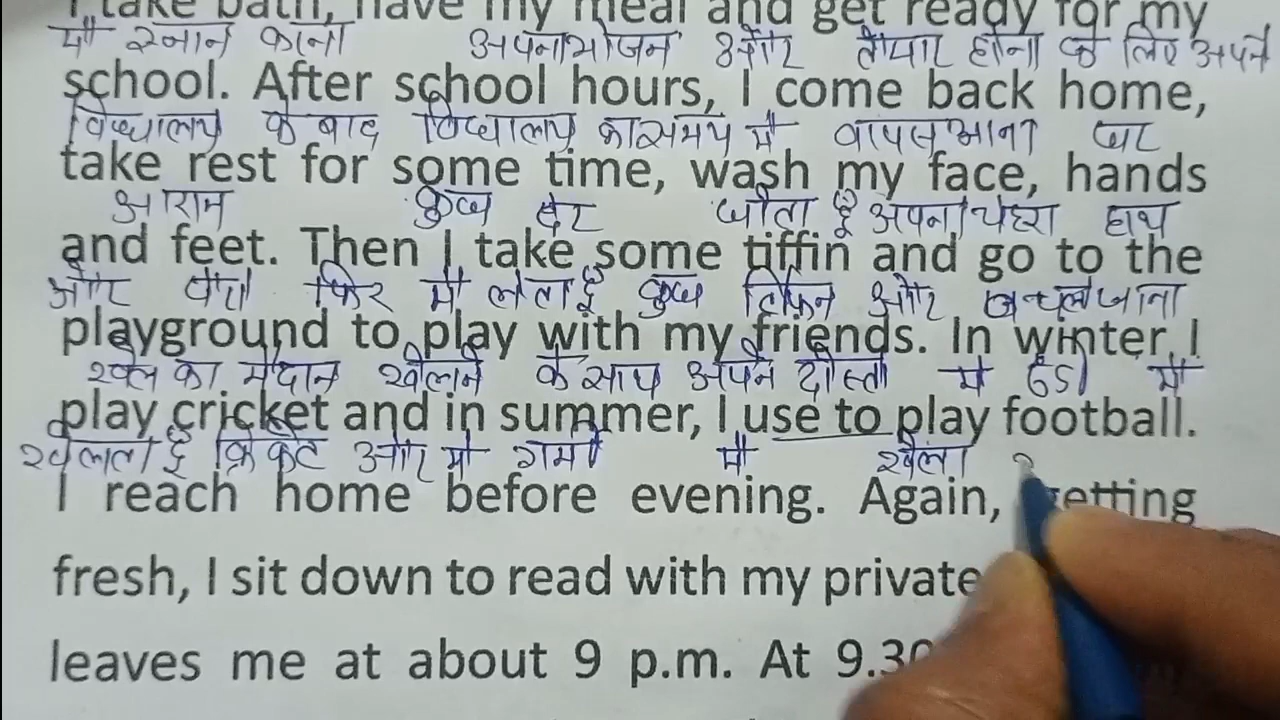 I take bath, have my meal and get ready for my
मैं स्नान करना अपना भोजन और तैयार होना के लिए अपने
school. After school hours, I come back home,
विद्यालय के बाद विद्यालय का समय मैं वापस आना घर
take rest for some time, wash my face, hands
आराम कुछ देर धोता हूँ अपना चेहरा हाथ
and feet. Then I take some tiffin and go to the
और पैरों फिर मैं लेता हूँ कुछ टिफिन और चले जाना
playground to play with my friends. In winter I
खेल का मैदान खेलने के साथ अपने दोस्तों में ठंडी मैं
play cricket and in summer, I use to play football.
खेलता हूँ क्रिकेट और में गर्मी मैं खेला
I reach home before evening. Again, getting
fresh, I sit down to read with my private
leaves me at about 9 p.m. At 9.30